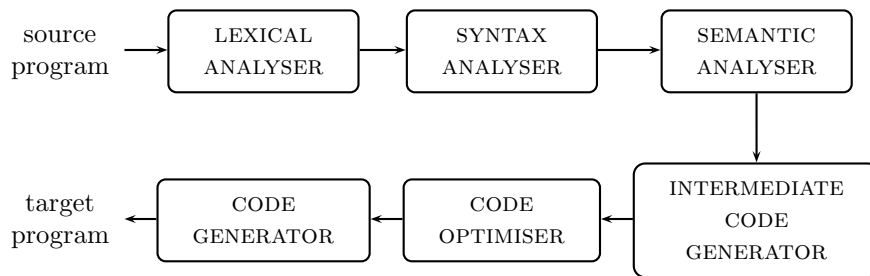 source
program
LEXICAL
ANALYSER
SYNTAX
ANALYSER
SEMANTIC
ANALYSER
target
program
CODE
GENERATOR
CODE
OPTIMISER
INTERMEDIATE
CODE
GENERATOR